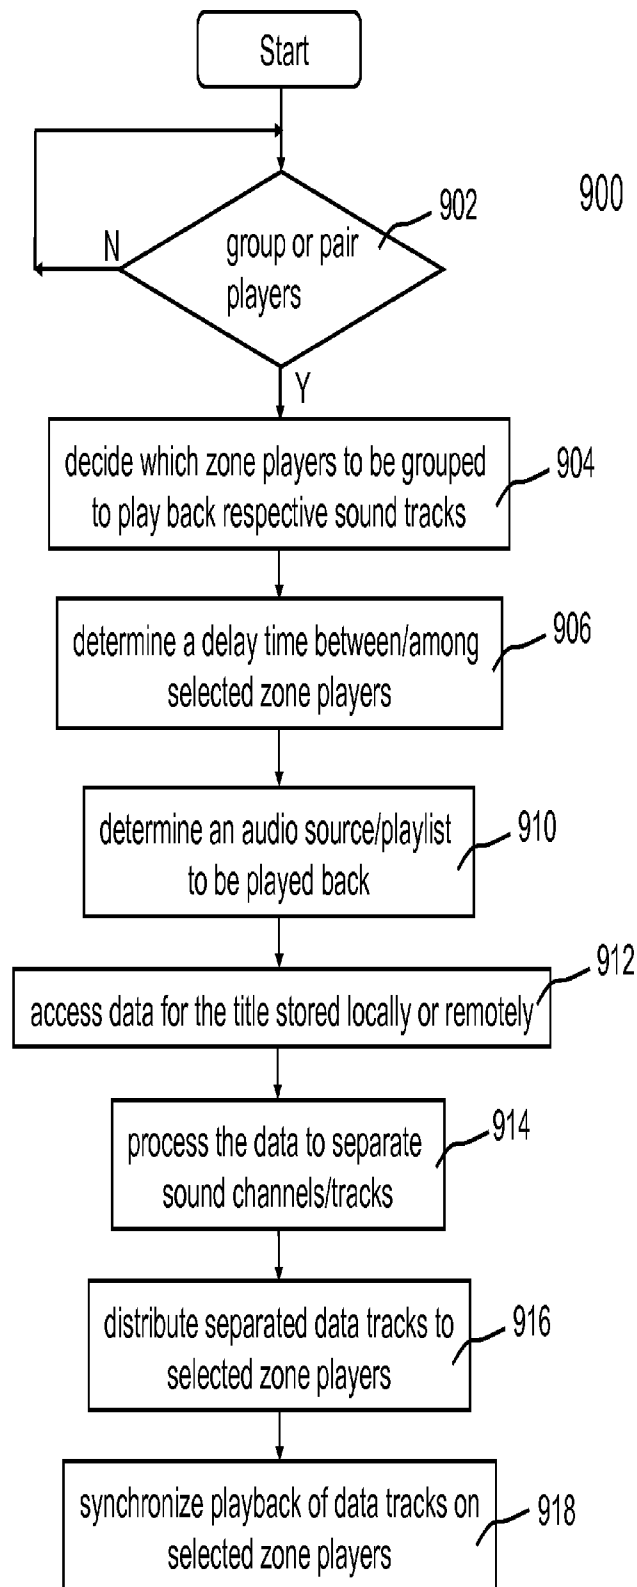 Start
902
900
group or pair
players
N
Y
decide which zone players to be grouped
to play back respective sound tracks
904
determine a delay time between/among
selected zone players
906
determine an audio source/playlist
to be played back
910
912
access data for the title stored locally or remotely
process the data to separate
sound channels/tracks
914
distribute separated data tracks to
selected zone players
916
synchronize playback of data tracks on
selected zone players
918